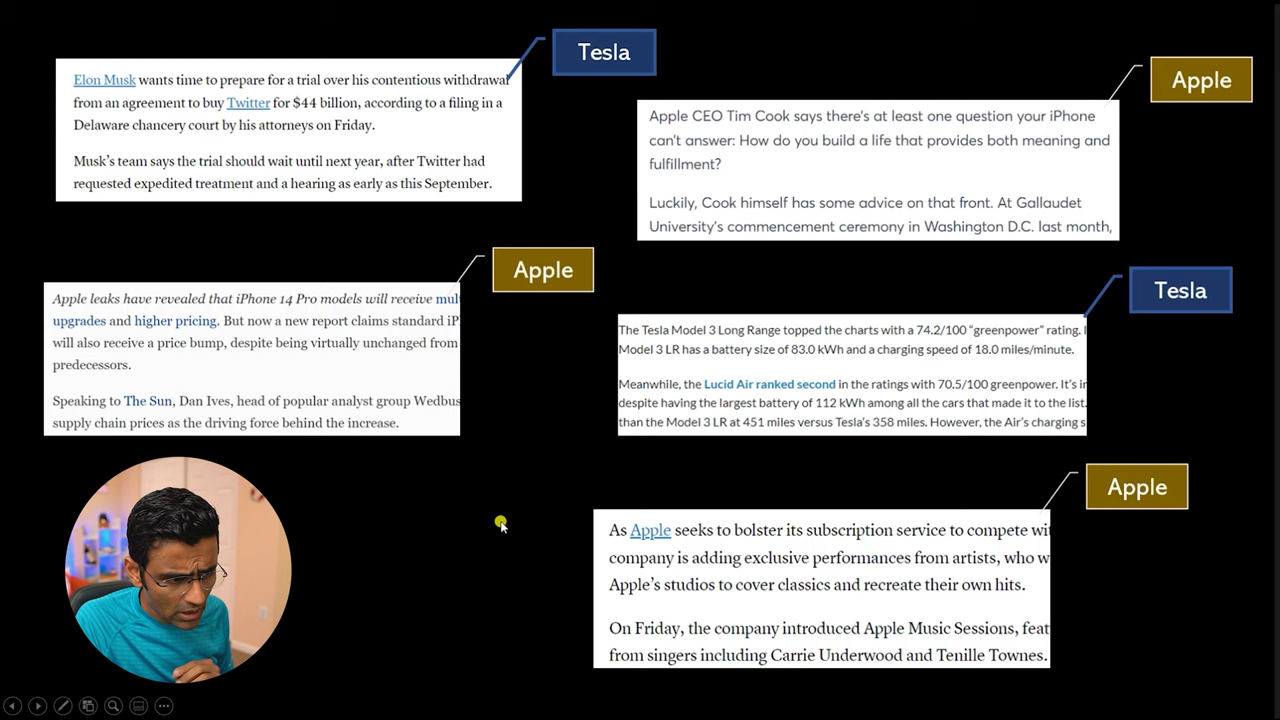 Tesla
Elon Musk wants time to prepare for a trial over his contentious withdrawal
from an agreement to buy Twitter for $44 billion, according to a filing in a
Delaware chancery court by his attorneys on Friday.
Musk's team says the trial should wait until next year, after Twitter had
requested expedited treatment and a hearing as early as this September.
Apple
Apple CEO Tim Cook says there's at least one question your iPhone
can't answer: How do you build a life that provides both meaning and
fulfillment?
Luckily, Cook himself has some advice on that front. At Gallaudet
University's commencement ceremony in Washington D.C. last month,
Apple
Apple leaks have revealed that iPhone 14 Pro models will receive mul
upgrades and higher pricing. But now a new report claims standard iP
will also receive a price bump, despite being virtually unchanged from
predecessors.
Speaking to The Sun, Dan Ives, head of popular analyst group Wedbus
supply chain prices as the driving force behind the increase.
Tesla
The Tesla Model 3 Long Range topped the charts with a 74.2/100 “greenpower” rating.
Model 3 LR has a battery size of 83.0 kWh and a charging speed of 18.0 miles/minute.
Meanwhile, the Lucid Air ranked second in the ratings with 70.5/100 greenpower. It's in
despite having the largest battery of 112 kWh among all the cars that made it to the list.
than the Model 3 LR at 451 miles versus Tesla's 358 miles. However, the Air's charging s
Apple
As Apple seeks to bolster its subscription service to compete wit
company is adding exclusive performances from artists, who w
Apple's studios to cover classics and recreate their own hits.
On Friday, the company introduced Apple Music Sessions, feat
from singers including Carrie Underwood and Tenille Townes.